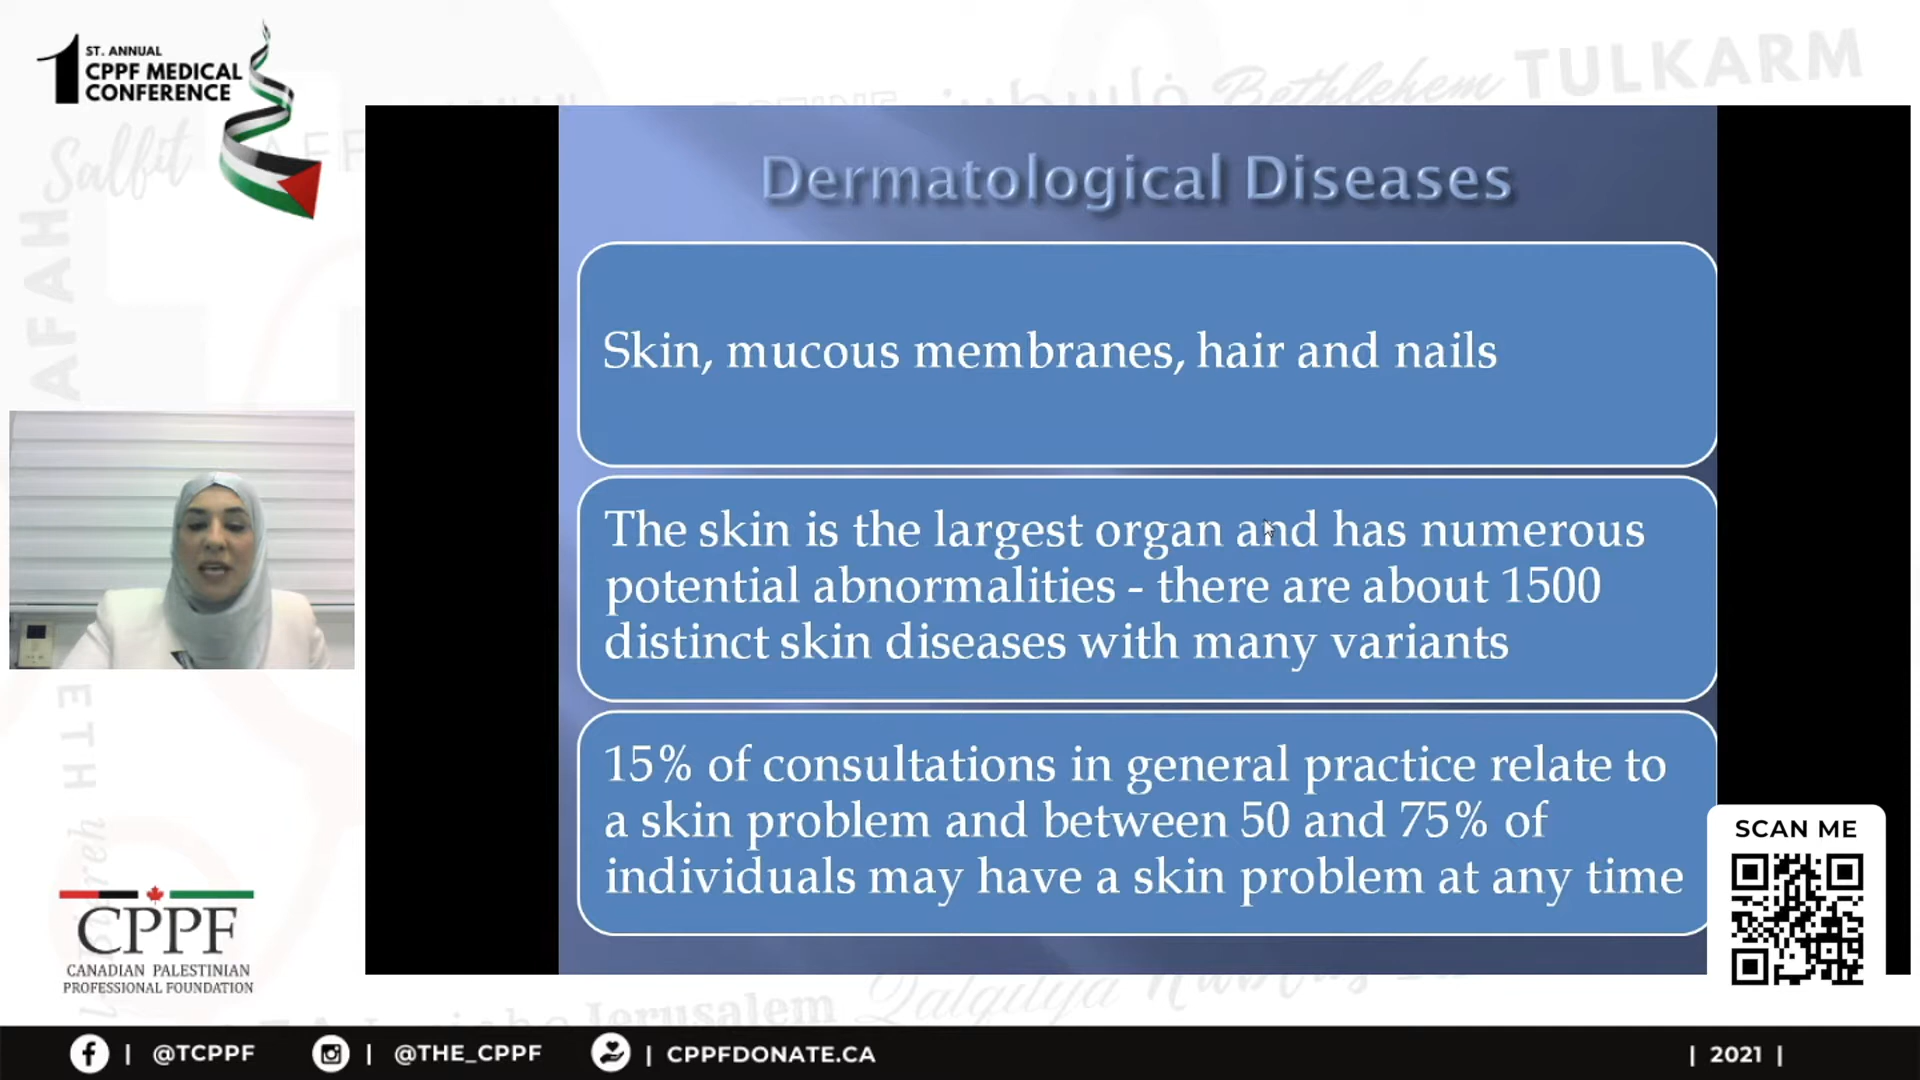 1
ST. ANNUAL
CPPF MEDICAL
CONFERENCE
Bethlehem
TULKARM
Salfit
AFAH
Dermatological Diseases
Skin, mucous membranes, hair and nails
The skin is the largest organ and has numerous
potential abnormalities - there are about 1500
distinct skin diseases with many variants
15% of consultations in general practice relate to
a skin problem and between 50 and 75% of
individuals may have a skin problem at any time
SCAN ME
CPPF
CANADIAN PALESTINIAN
PROFESSIONAL FOUNDATION
Jerusalem
Qalqilya
| @TCPPF
| @THE_CPPF
| CPPFDONATE.CA
| 2021 |